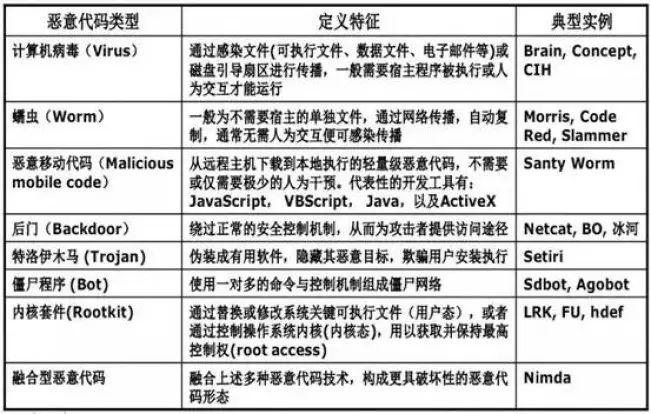 恶意代码类型 定义特征 典型实例
计算机病毒（Virus） 通过感染文件(可执行文件、数据文件、电子邮件等)或 Brain, Concept,
磁盘引导扇区进行传播，一般需要宿主程序被执行或人 CIH
为交互才能运行
蠕虫（Worm） 一般为不需要宿主的单独文件，通过网络传播，自动复 Morris, Code
制，通常无需人为交互便可感染传播 Red, Slammer
恶意移动代码（Malicious 从远程主机下载到本地执行的轻量级恶意代码，不需要 Santy Worm
mobile code） 或仅需要极少的人为干预。代表性的开发工具有：
JavaScript， VBScript， Java，以及ActiveX
后门（Backdoor） 绕过正常的安全控制机制，从而为攻击者提供访问途径 Netcat, BO, 冰河
特洛伊木马 (Trojan) 伪装成有用软件，隐藏其恶意目标，欺骗用户安装执行 Setiri
僵尸程序 (Bot) 使用一对多的命令与控制机制组成僵尸网络 Sdbot, Agobot
内核套件(Rootkit) 通过替换或修改系统关键可执行文件（用户态），或者 LRK, FU, hdef
通过控制操作系统内核(内核态)，用以获取并保持最高
控制权(root access)
融合型恶意代码 融合上述多种恶意代码技术，构成更具破坏性的恶意代 Nimda
码形态